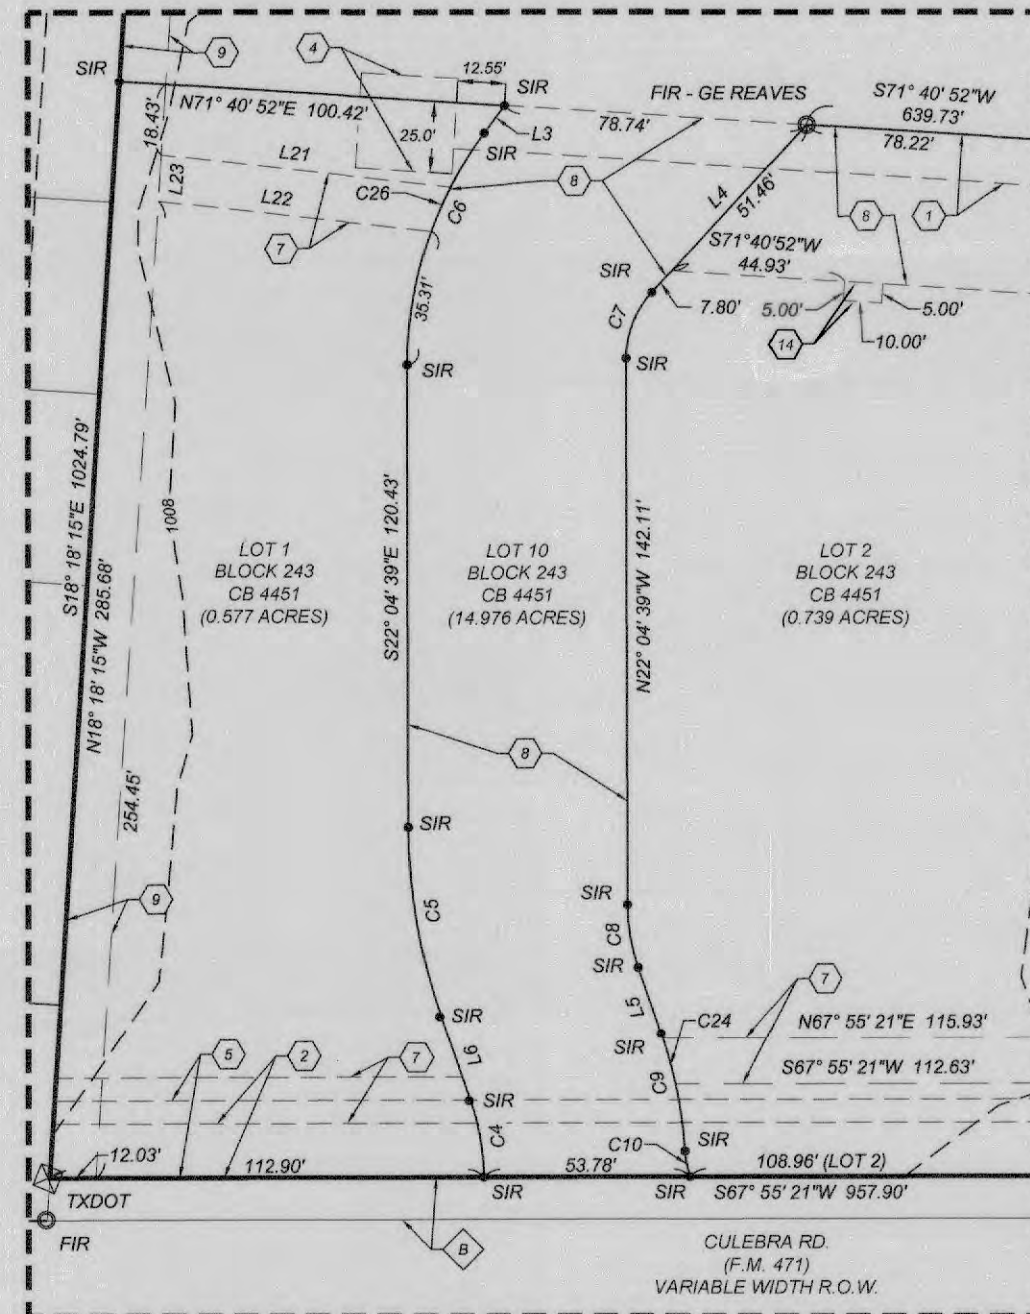 9
4
12.55'
SIR
SIR
FIR - GE REAVES
S71° 40' 52"W
639.73'
N71° 40' 52"E 100.42'
78.74'
78.22'
18.43'
25.0'
L3
SIR
L21
L23
L22
C26
C6
8
L4
51.46'
8
1
7
S71°40'52"W
44.93'
SIR
35.31'
C7
7.80'
5.00'
5.00'
14
10.00'
SIR
SIR
S18° 18' 15"E 1024.79'
N18° 18' 15"W 285.68'
1008
S22° 04' 39"E 120.43'
N22° 04' 39"W 142.11'
LOT 1
BLOCK 243
CB 4451
(0.577 ACRES)
LOT 10
BLOCK 243
CB 4451
(14.976 ACRES)
LOT 2
BLOCK 243
CB 4451
(0.739 ACRES)
8
254.45'
SIR
9
C5
SIR
C8
SIR
7
L5
C24
N67° 55' 21"E 115.93'
SIR
SIR
5
2
7
L6
S67° 55' 21"W 112.63'
C9
SIR
C4
C10
SIR
12.03'
112.90'
53.78'
108.96' (LOT 2)
TXDOT
SIR
SIR
S67° 55' 21"W 957.90'
FIR
B
CULEBRA RD.
(F.M. 471)
VARIABLE WIDTH R.O.W.